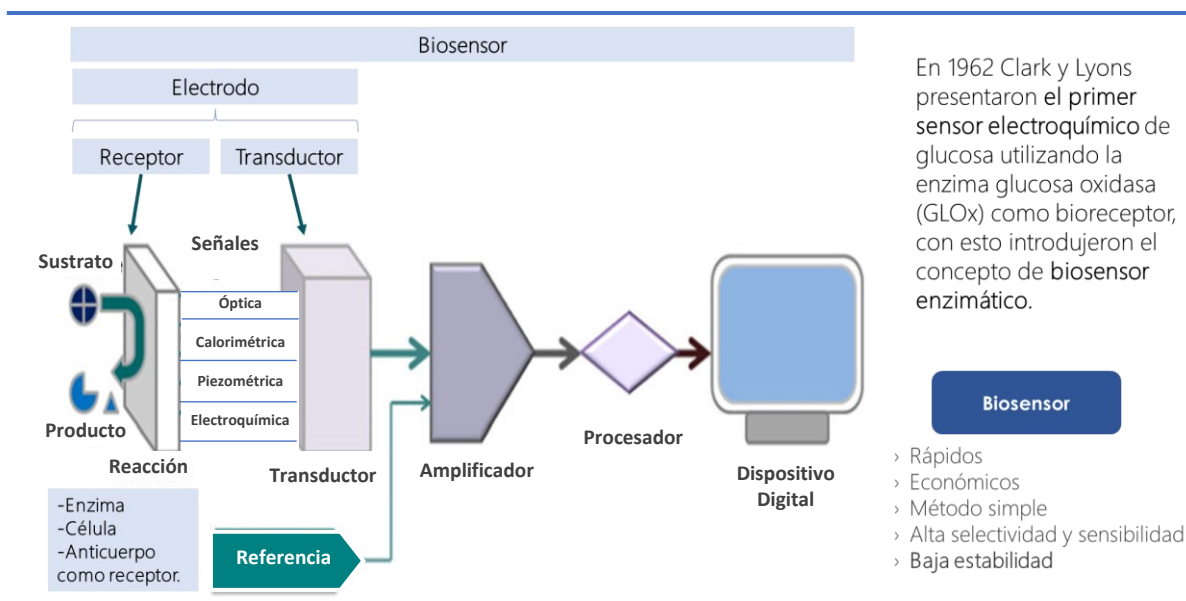 Biosensor
Electrodo
Receptor
Transductor
Señales
Sustrato
Óptica
Calorimétrica
Piezométrica
Electroquímica
Producto
Reacción
Transductor
Amplificador
Procesador
Dispositivo
Digital
-Enzima
-Célula
-Anticuerpo
como receptor.
Referencia
En 1962 Clark y Lyons
presentaron el primer
sensor electroquímico de
glucosa utilizando la
enzima glucosa oxidasa
(GLOx) como bioreceptor,
con esto introdujeron el
concepto de biosensor
enzimático.
Biosensor
› Rápidos
› Económicos
› Método simple
› Alta selectividad y sensibilidad
› Baja estabilidad